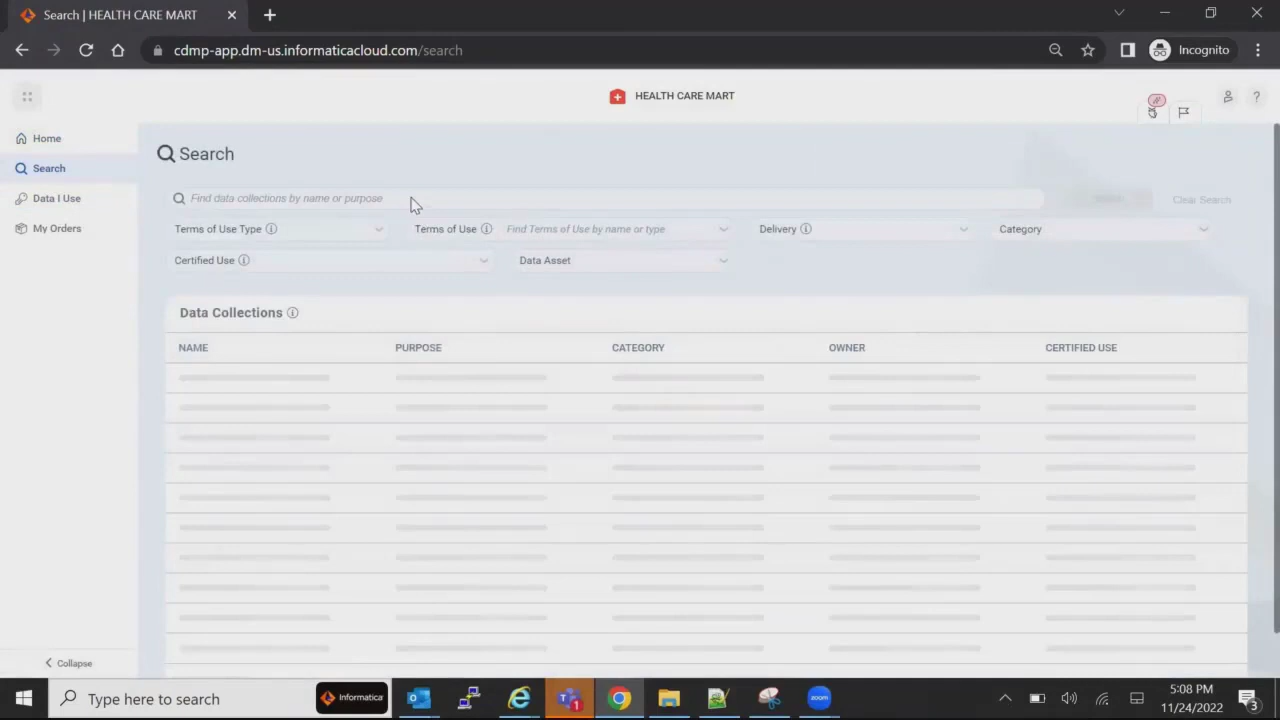 Search | HEALTH CARE MART
cdmp-app.dm-us.informaticacloud.com/search
Incognito
HEALTH CARE MART
Home
Search
Data I Use
My Orders
Search
Find data collections by name or purpose
Clear Search
Terms of Use Type
Terms of Use
Find Terms of Use by name or type
Delivery
Category
Certified Use
Data Asset
Data Collections
NAME
PURPOSE
CATEGORY
OWNER
CERTIFIED USE
Collapse
Type here to search
Informatica
1
zoom
5:08 PM
11/24/2022
3